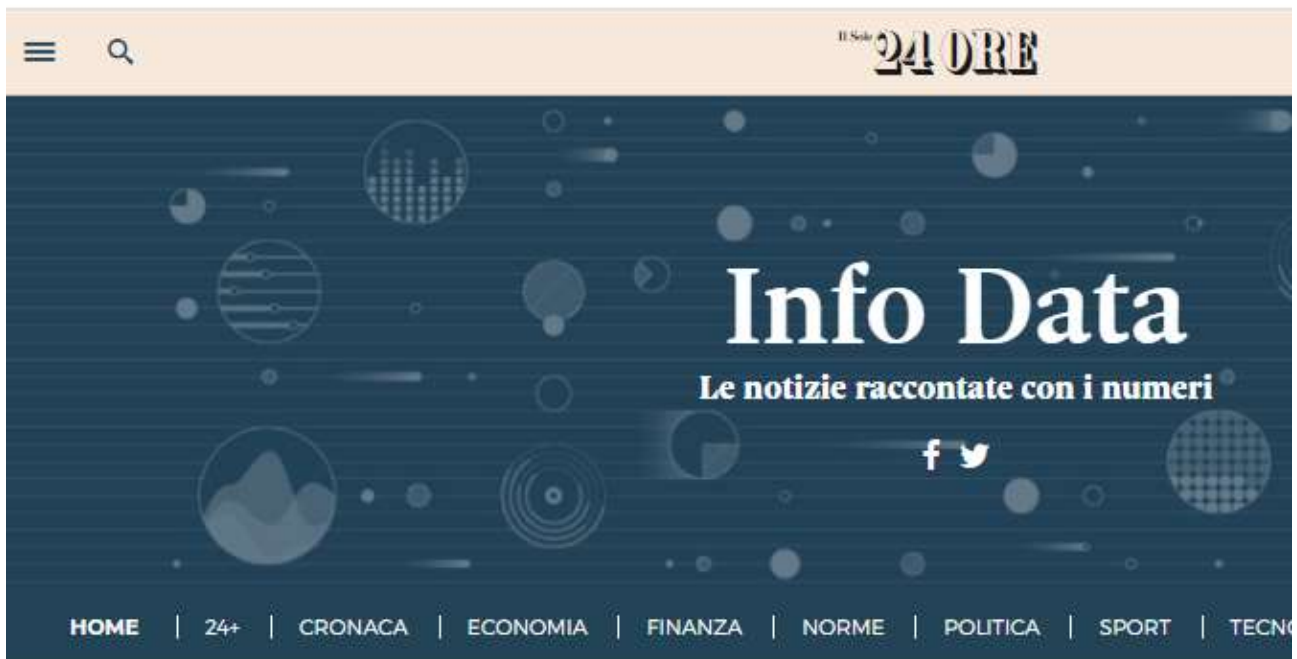 Il Sole 24 ORE
Info Data
Le notizie raccontate con i numeri
HOME | 24+ | CRONACA | ECONOMIA | FINANZA | NORME | POLITICA | SPORT | TECNO